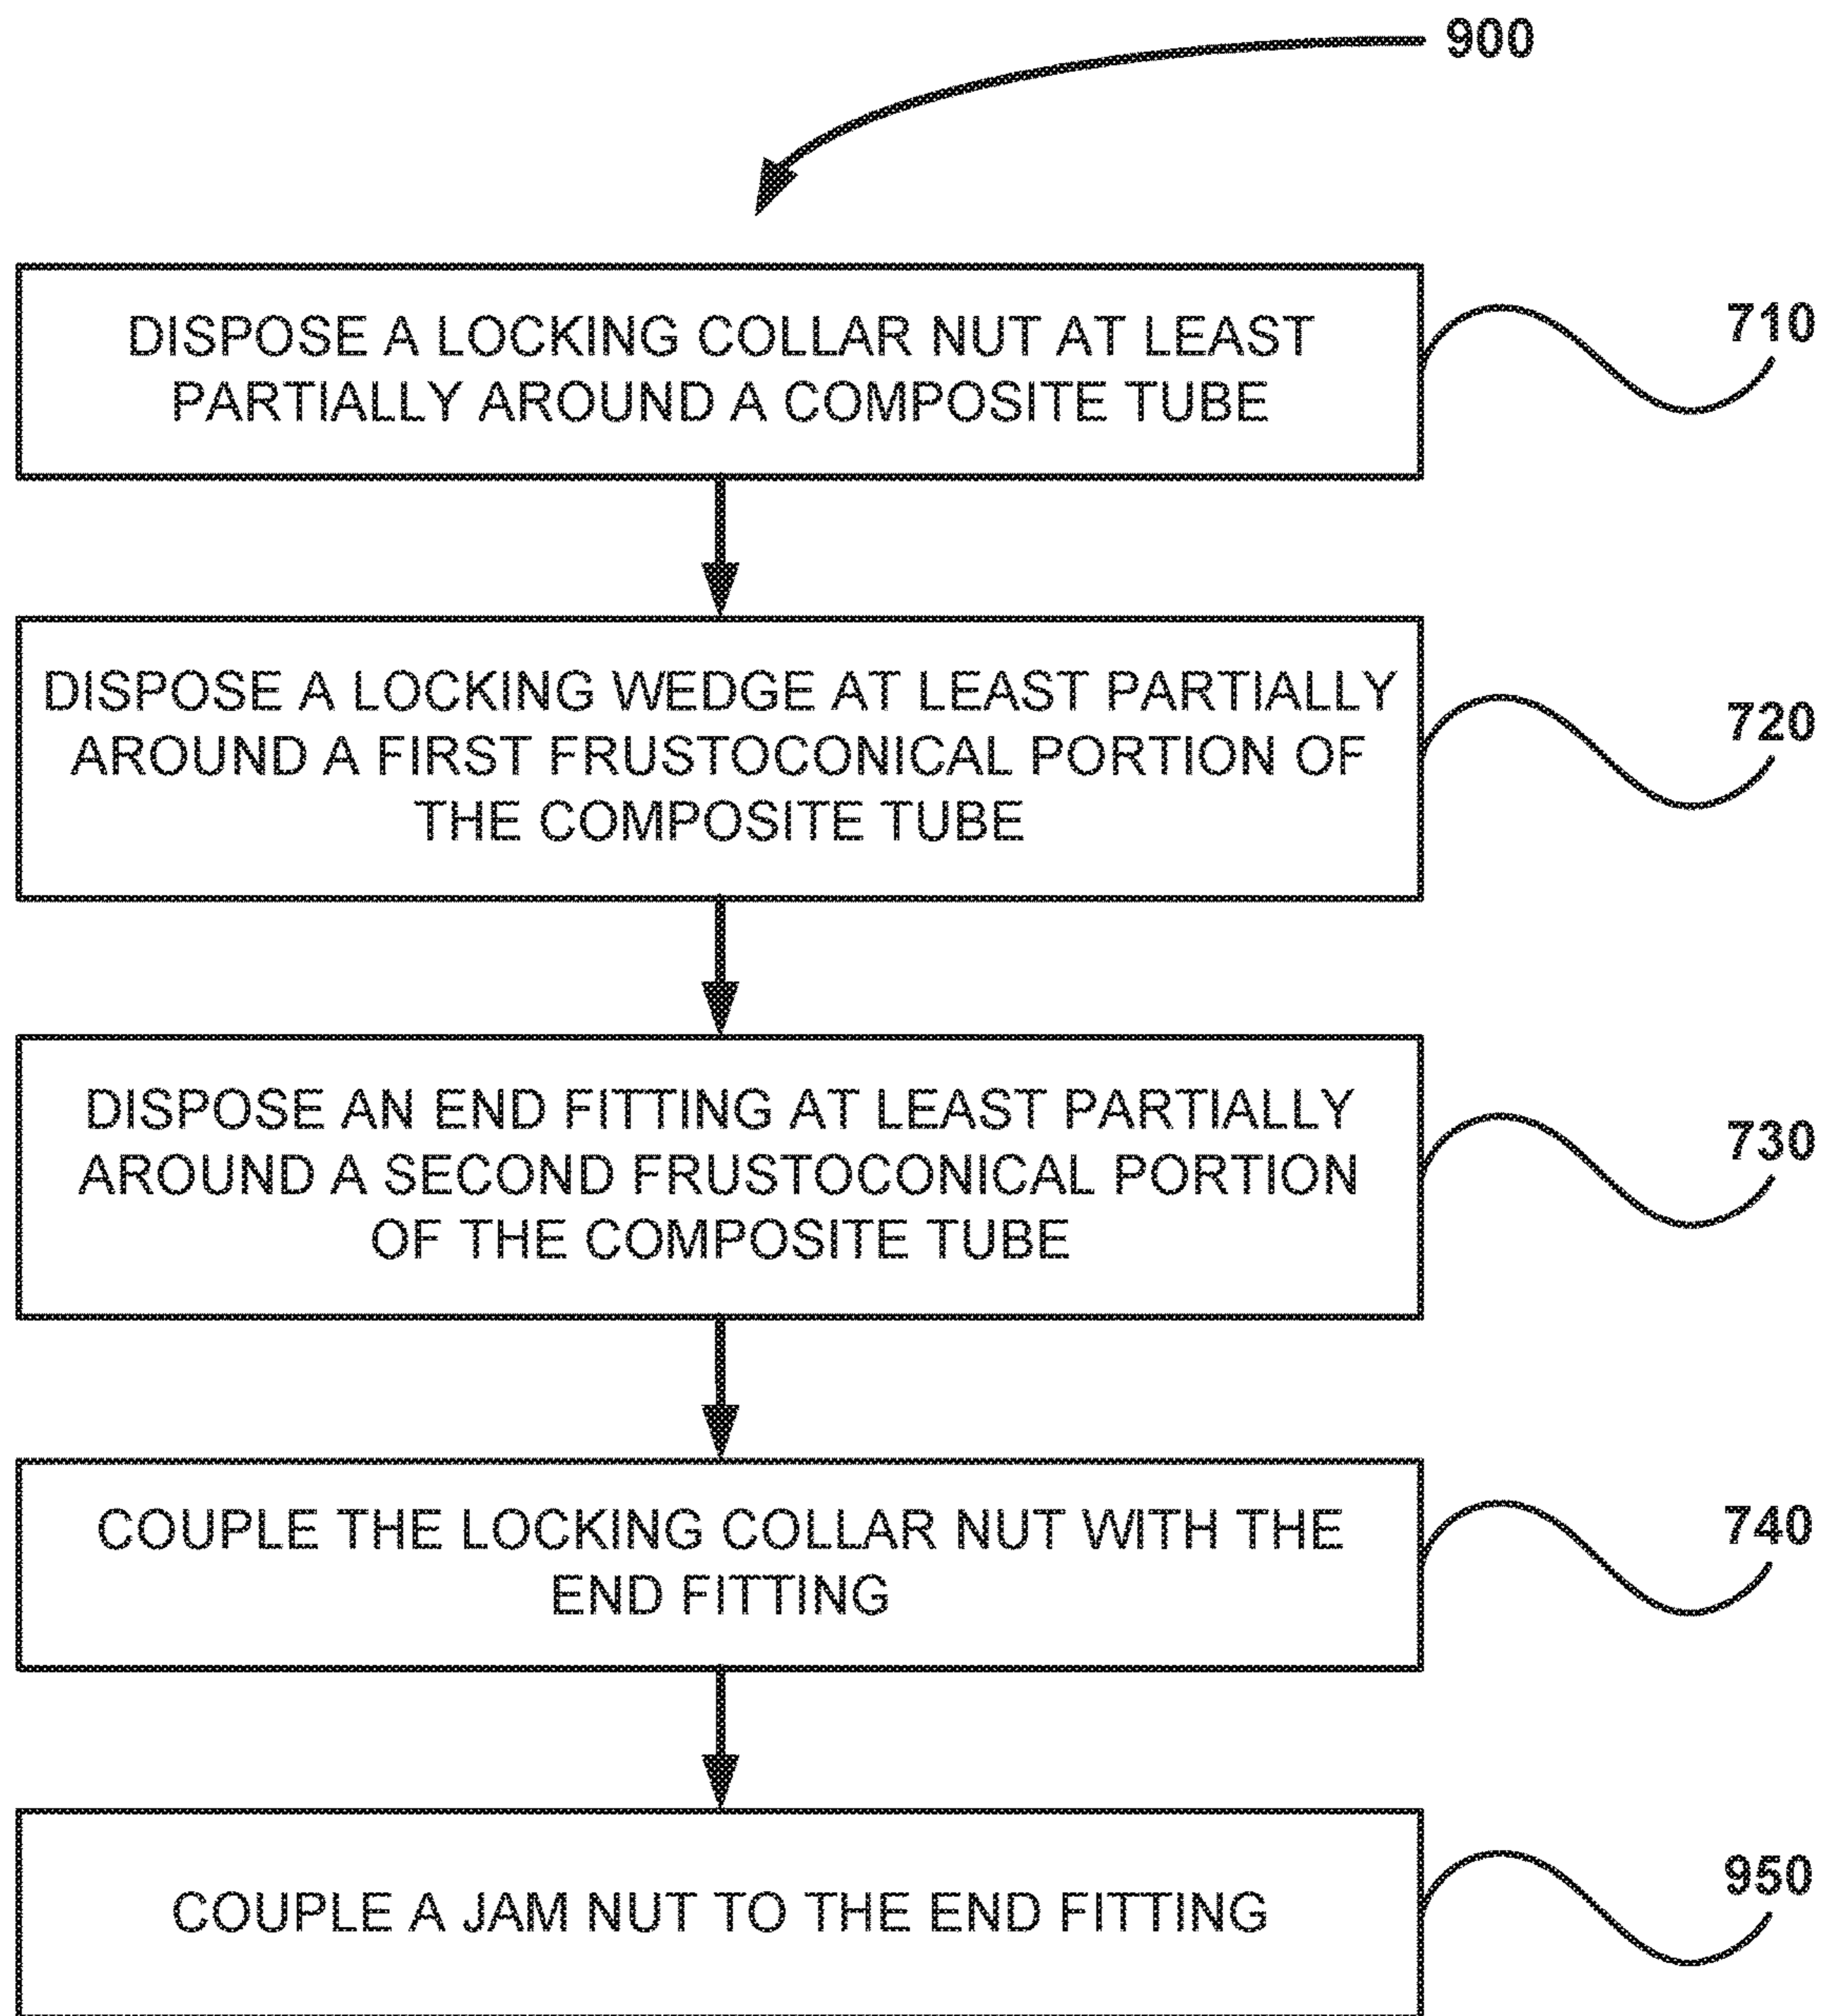 900
DISPOSE A LOCKING COLLAR NUT AT LEAST
PARTIALLY AROUND A COMPOSITE TUBE
710
DISPOSE A LOCKING WEDGE AT LEAST PARTIALLY
AROUND A FIRST FRUSTOCONICAL PORTION OF
THE COMPOSITE TUBE
720
DISPOSE AN END FITTING AT LEAST PARTIALLY
AROUND A SECOND FRUSTOCONICAL PORTION
OF THE COMPOSITE TUBE
730
COUPLE THE LOCKING COLLAR NUT WITH THE
END FITTING
740
COUPLE A JAM NUT TO THE END FITTING
950